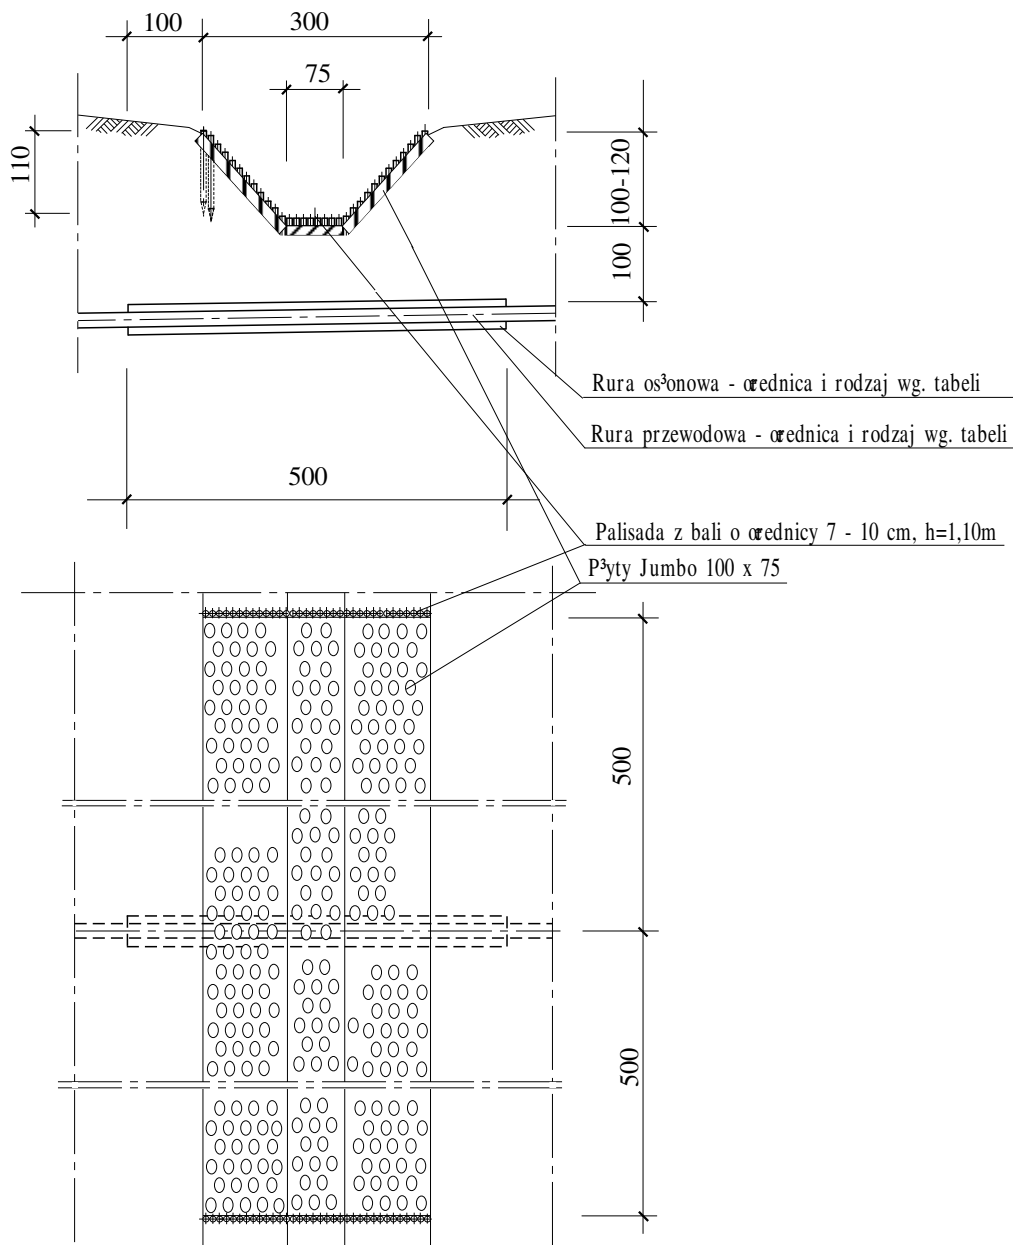 100
300
75
110
100-120
100
Rura os³onowa - œrednica i rodzaj wg. tabeli
Rura przewodowa - œrednica i rodzaj wg. tabeli
500
Palisada z bali o œrednicy 7 - 10 cm, h=1,10m
P³yty Jumbo 100 x 75
500
500